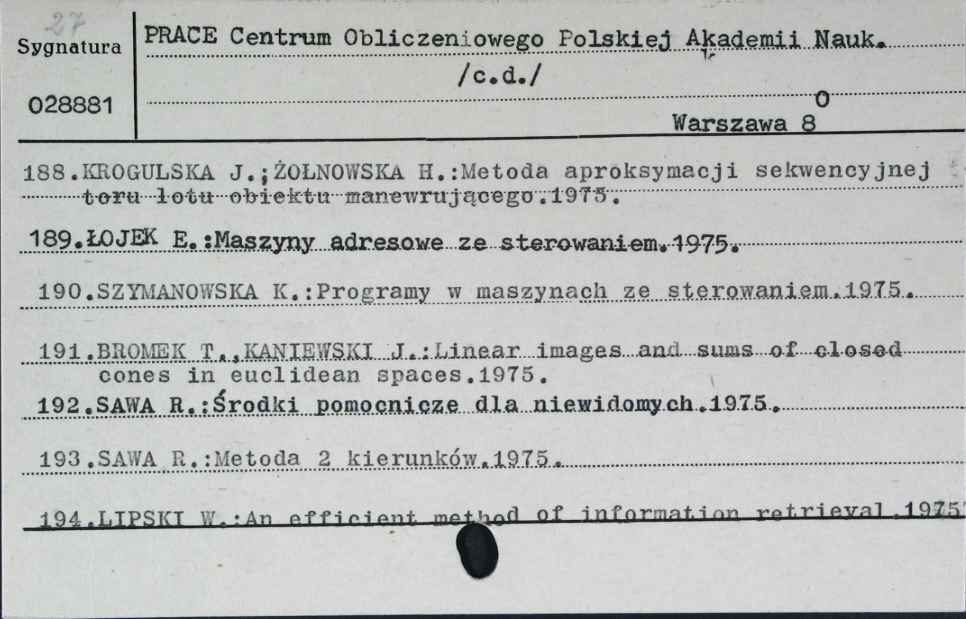 27
Sygnatura
PRACE Centrum Obliczeniowego Polskiej Akademii Nauk.
/c.d./
028881
Warszawa 8°
188.KROGULSKA J.;ŻOŁNOWSKA H.:Metoda aproksymacji sekwencyjnej
toru lotu obiektu manewrującego.1975.
189.ŁOJEK E.:Maszyny adresowe ze sterowaniem.1975.
190.SZYMANOWSKA K.:Programy w maszynach ze sterowaniem.1975.
191.BROMEK T.,KANIEWSKI J.:Linear images and sums of closed
cones in euclidean spaces.1975.
192.SAWA R.:Środki pomocnicze dla niewidomych.1975.
193.SAWA R.:Metoda 2 kierunków.1975.
194.LIPSKI W.:An efficient method of information retrieval.1975